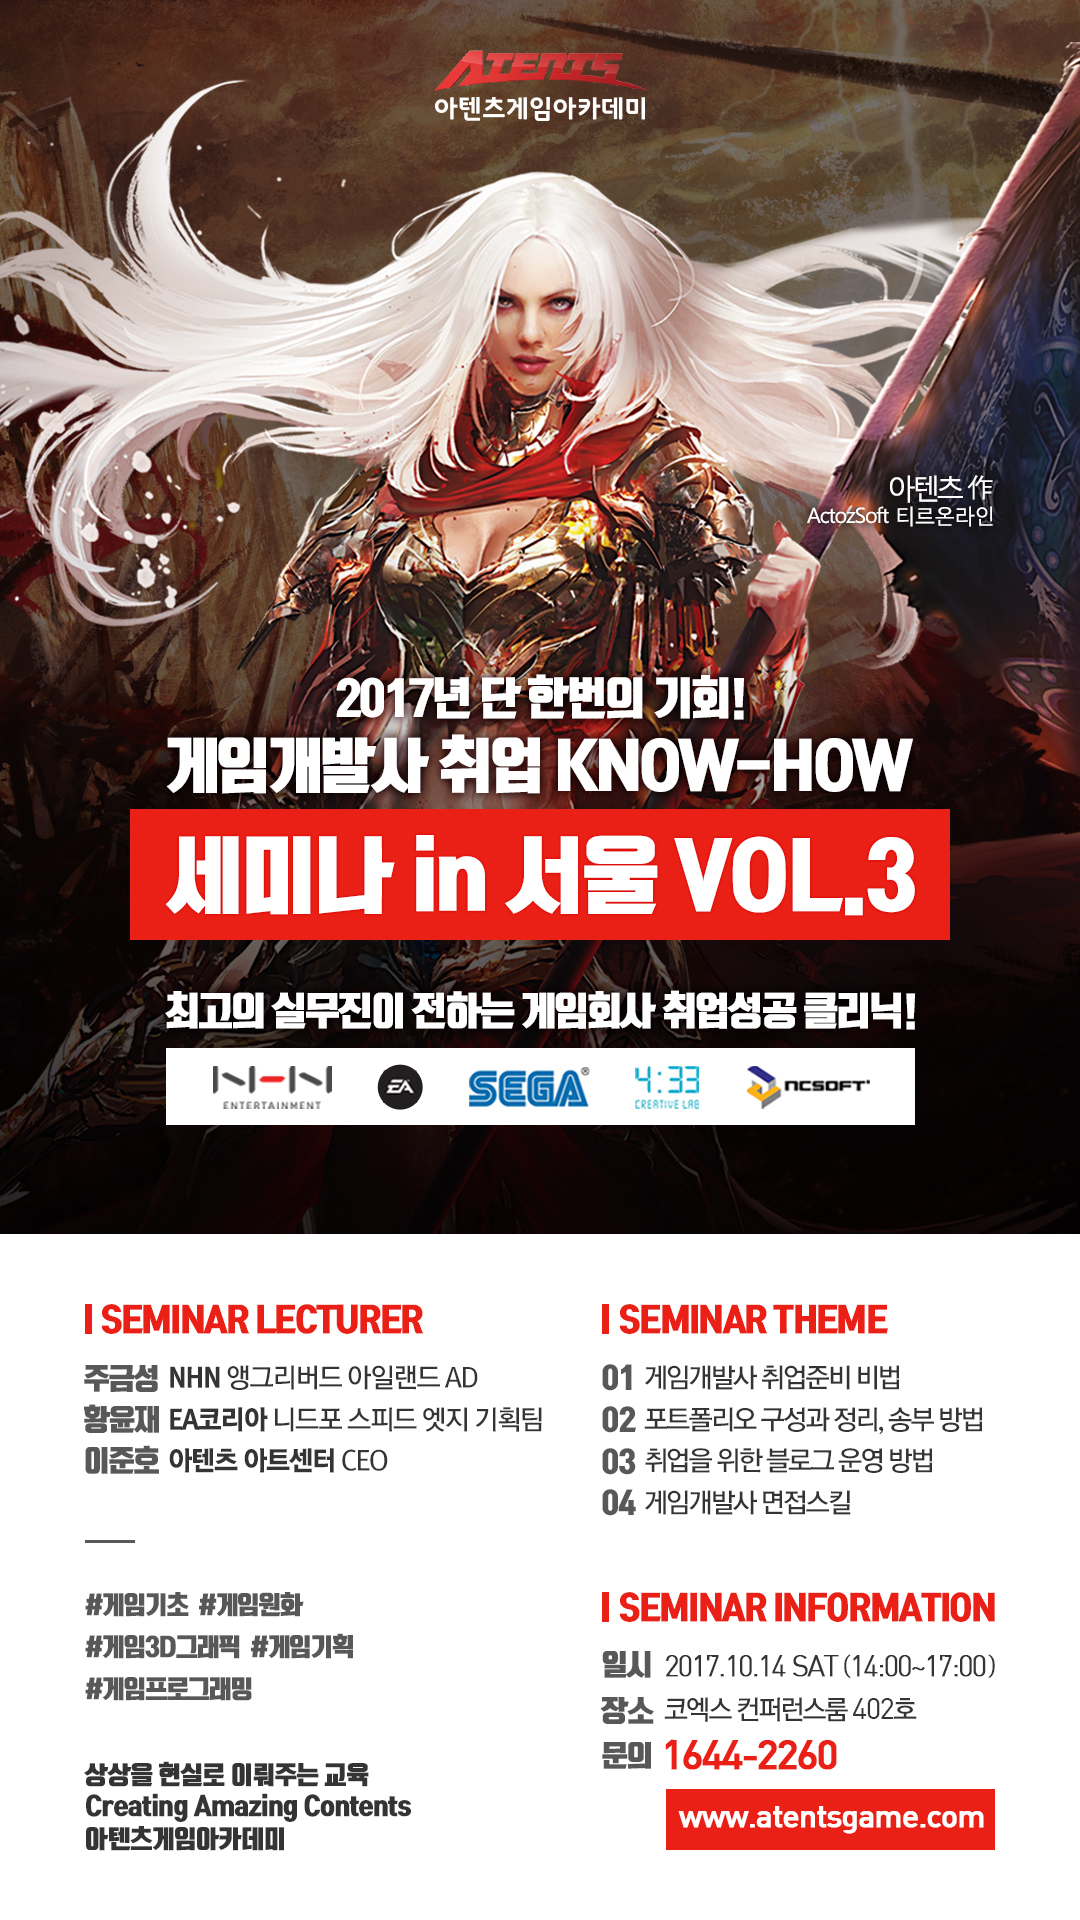 ATENTS
아텐츠게임아카데미
아텐츠 作
ActozSoft 티르온라인
2017년 단 한번의 기회!
게임개발사 취업 KNOW-HOW
세미나 in 서울 VOL.3
최고의 실무진이 전하는 게임회사 취업성공 클리닉!
NHN ENTERTAINMENT
EA
SEGA®
4:33 CREATIVE LAB
NCSOFT
SEMINAR LECTURER
주금성 NHN 앵그리버드 아일랜드 AD
황윤재 EA코리아 니드포 스피드 엣지 기획팀
이준호 아텐츠 아트센터 CEO
#게임기초 #게임원화
#게임3D그래픽 #게임기획
#게임프로그래밍
상상을 현실로 이뤄주는 교육
Creating Amazing Contents
아텐츠게임아카데미
SEMINAR THEME
01 게임개발사 취업준비 비법
02 포트폴리오 구성과 정리, 송부 방법
03 취업을 위한 블로그 운영 방법
04 게임개발사 면접스킬
SEMINAR INFORMATION
일시 2017.10.14 SAT (14:00~17:00)
장소 코엑스 컨퍼런스룸 402호
문의 1644-2260
www.atentsgame.com